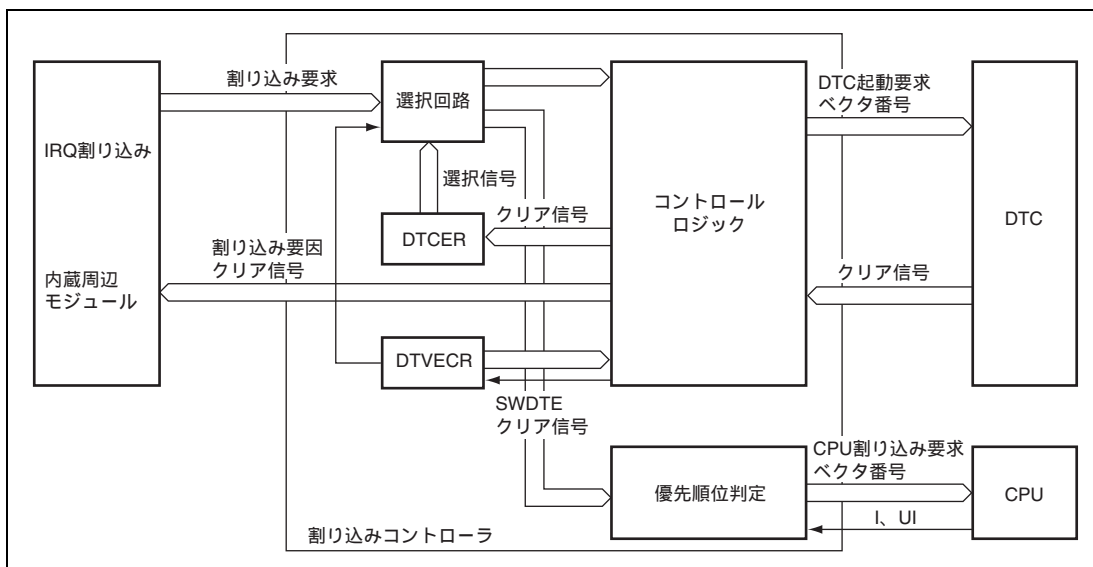 割り込み要求
選択回路
DTC起動要求
ベクタ番号
IRQ割り込み
選択信号
コントロール
ロジック
DTC
クリア信号
DTCER
割り込み要因
クリア信号
クリア信号
内蔵周辺
モジュール
DTVECR
SWDTE
クリア信号
CPU割り込み要求
ベクタ番号
優先順位判定
CPU
I、UI
割り込みコントローラ